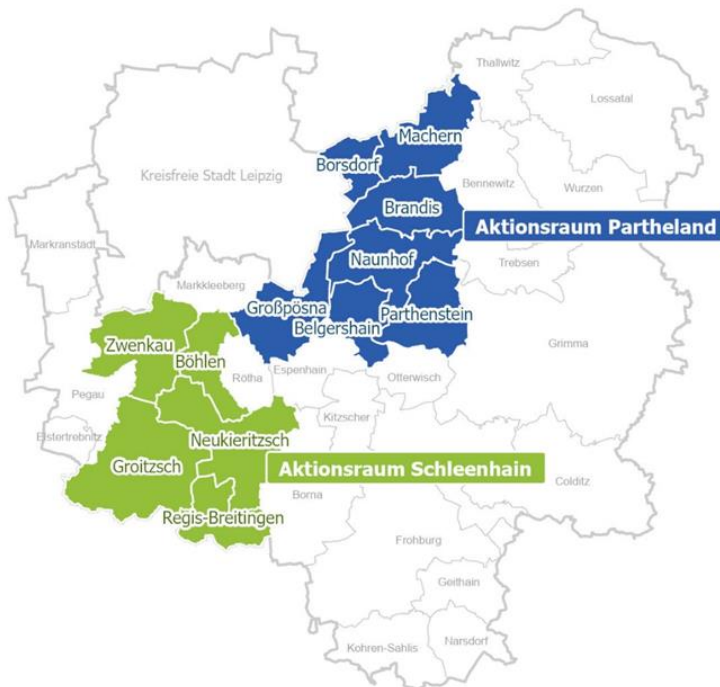 Thallwitz
Lossatal
Machern
Borsdorf
Kreisfreie Stadt Leipzig
Bennewitz
Wurzen
Brandis
Aktionsraum Partheland
Markranstädt
Naunhof
Trebsen
Markkleeberg
Großpösna
Parthenstein
Belgershain
Zwenkau
Grimma
Böhlen
Espenhain
Rötha
Otterwisch
Pegau
Kitzscher
Elstertrebnitz
Neukieritzsch
Groitzsch
Aktionsraum Schleenhain
Colditz
Borna
Regis-Breitingen
Frohburg
Geithain
Kohren-Sahlis
Narsdorf